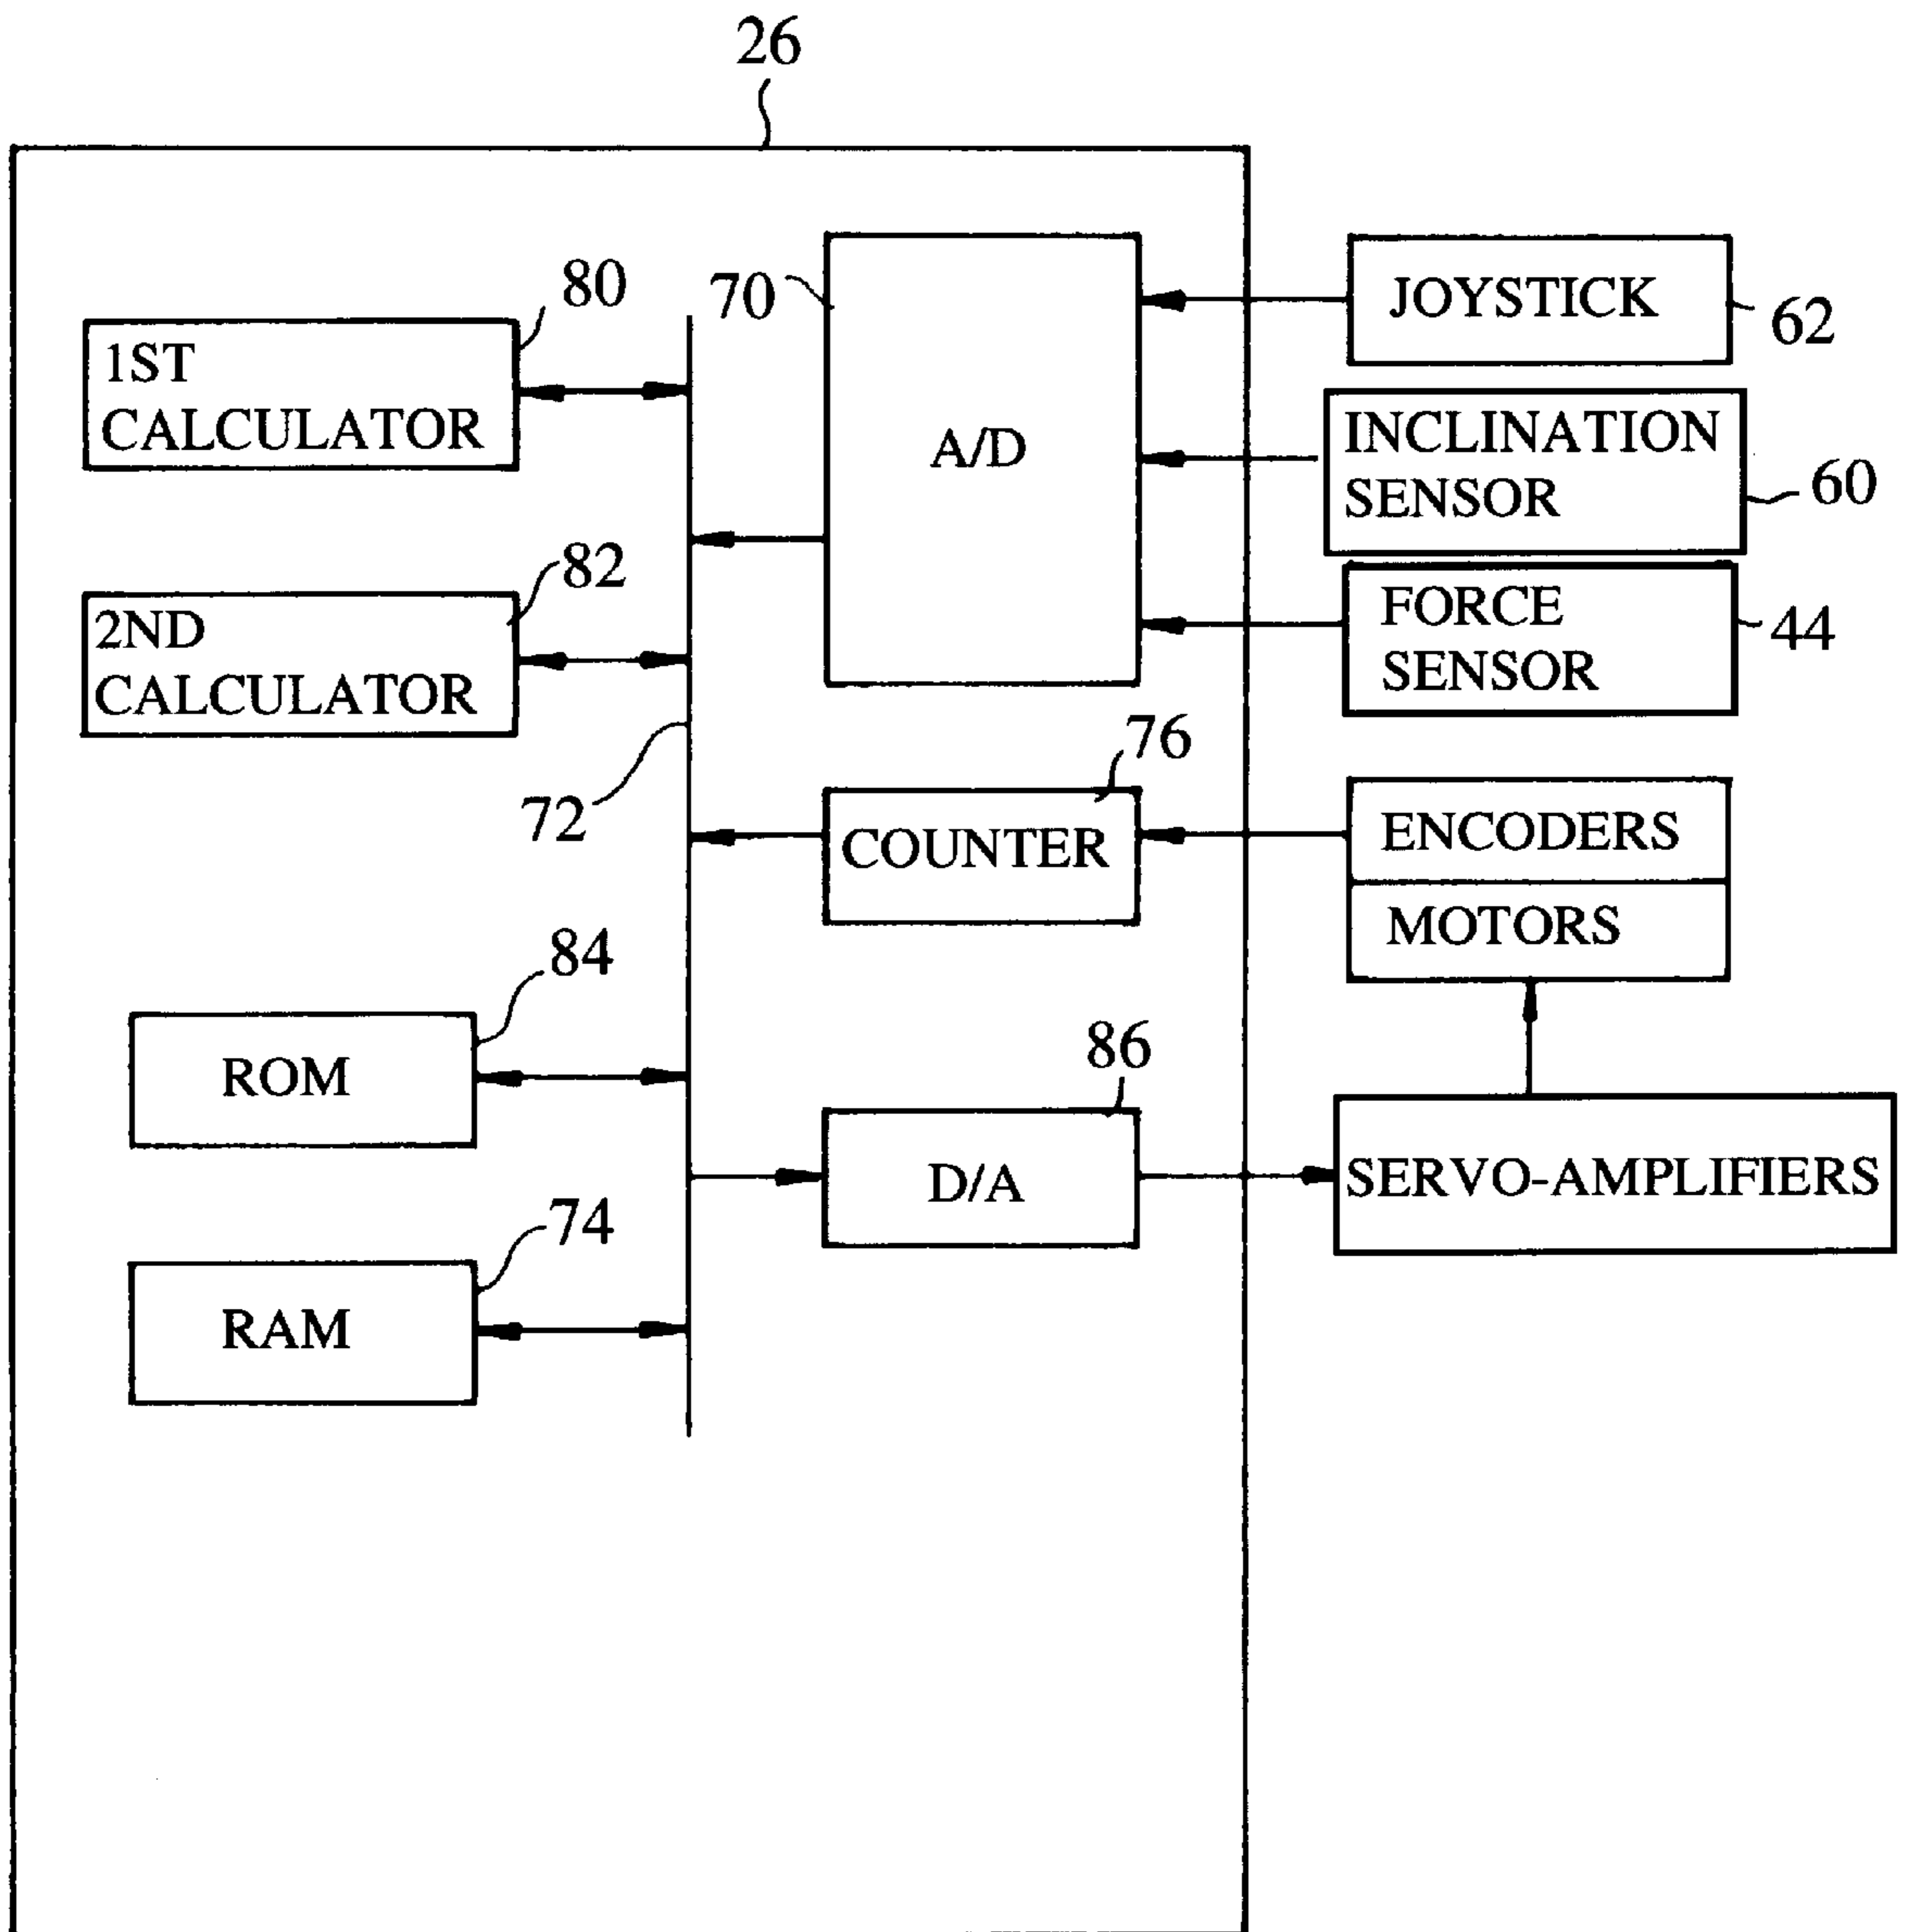 26
80
1ST
CALCULATOR
70
A/D
JOYSTICK
62
INCLINATION
SENSOR
60
82
2ND
CALCULATOR
FORCE
SENSOR
44
72
76
COUNTER
ENCODERS
MOTORS
84
ROM
86
D/A
SERVO-AMPLIFIERS
74
RAM